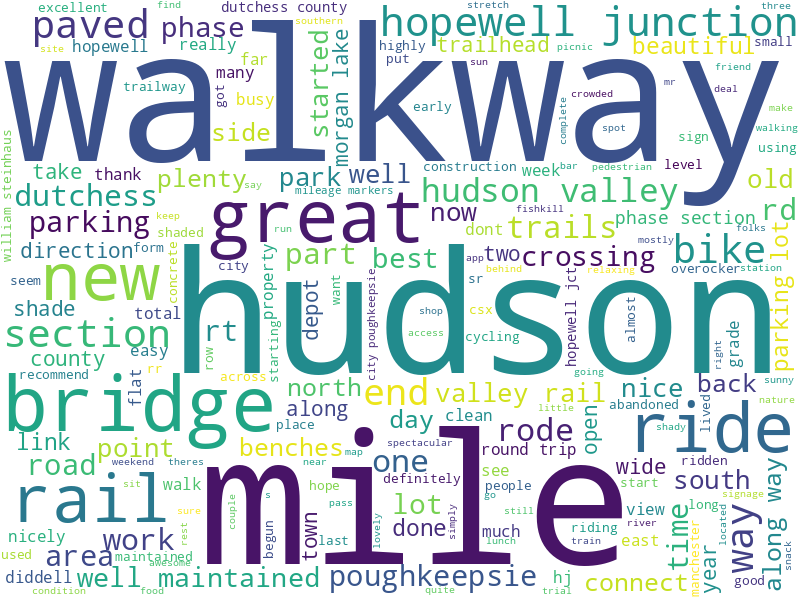 excellent
dutchess county
stretch
three
paved phase
hopewell junction
hopewell
really
highly
trailhead
beautiful
small
southern
find
site
picnic
put
sun
friend
walkway
far
many
got
trailway
busy
started
morgan lake
early
complete
spot
crowded
mr
deal
make
side
sign
walking
using
william steinhaus
take
thank
plenty
say
park
well
construction
week
bar
pedestrian
level
mileage markers
hudson valley
old
dutchess
parking
keep
shaded
great
run
now
fishkill
dont
trails
phase section
rd
mostly
folks
direction
form
concrete
city
property
part
best
app
two
crossing
bike
parking lot
seem
new
hudson
want
sr
behind
relaxing
overocker
station
shade
total
depot
city poughkeepsie
shop
csx
hopewell jct
almost
section
rt
row
starting
access
cycling
right
grade
county
easy
rr
across
north
going
sunny
recommend
flat
end
valley rail
nice
back
nature
bridge
place
along
day
clean
little
abandoned
lived
shady
link
point
benches
map
spectacular
rode
open
ride
road
weekend
theres
near
round trip
wide
ridden
signage
walk
sit
hope
one
definitely
see
people
start
south
rail
mile
pass
lot
go
still
view
long
along way
nicely
work
sure
rest
couple
s
begun
town
last
lovely
done
simply
much
riding
river
east
time
located
used
area
maintained
awesome
lunch
train
manchester
year
way
snack
diddell
well maintained
poughkeepsie
hj
connect
good
condition
food
quite
trial